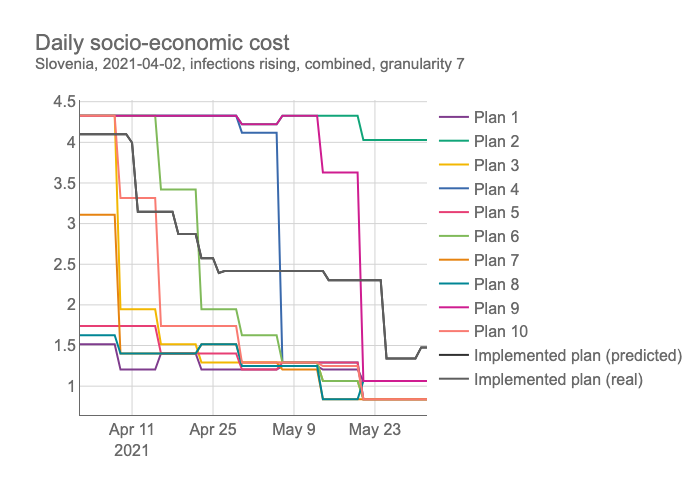 Daily socio-economic cost
Slovenia, 2021-04-02, infections rising, combined, granularity 7
4.5
4
3.5
3
2.5
2
1.5
1
Apr 11
2021
Apr 25
May 9
May 23
Plan 1
Plan 2
Plan 3
Plan 4
Plan 5
Plan 6
Plan 7
Plan 8
Plan 9
Plan 10
Implemented plan (predicted)
Implemented plan (real)